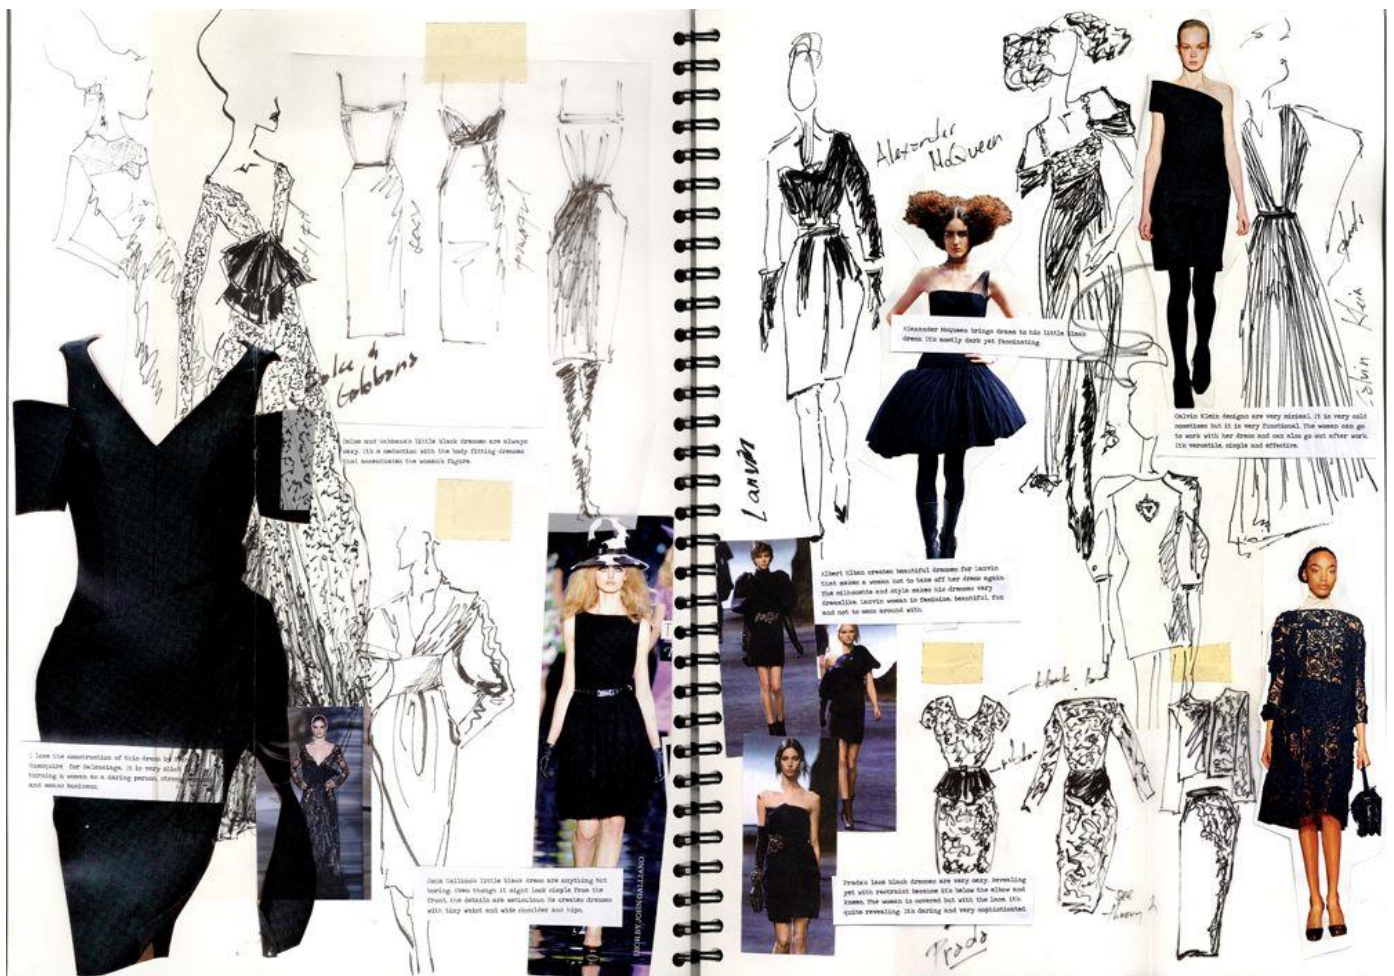 Dolce &
Gabbana
Dolce and Gabbana's little black dresses are always
sexy. It's a seduction with the body fitting dresses
that accentuates the woman's figure.
I love the construction of this dress by
for Balenciaga. It is very
turning a woman to a daring person,
and means business.
John Galliano's little black dress are anything but
boring. Even though it might look simple from the
front, the details are meticulous. He creates dresses
with tiny waist and wide shoulder and hips.
DIOR BY JOHN GALLIANO
Alexander
McQueen
Alexander McQueen brings drama to his little black
dress. It's mostly dark yet fascinating.
Lanvin
Calvin Klein designs are very minimal. It is very cold
sometimes but it is very functional. The woman can go
to work with her dress and can also go out after work.
It's versatile, simple and effective.
Albert Elbaz creates beautiful dresses for Lanvin
that makes a woman not to take off her dress again.
The silhouette and style makes his dresses very
dreamlike. Lanvin woman is feminine, beautiful, fun
and not to mess around with.
Prada's lace black dresses are very sexy. Revealing
yet with restraint because it's below the elbow and
knees. The woman is covered but with the lace, it's
quite revealing. It's daring and very sophisticated.
Prada